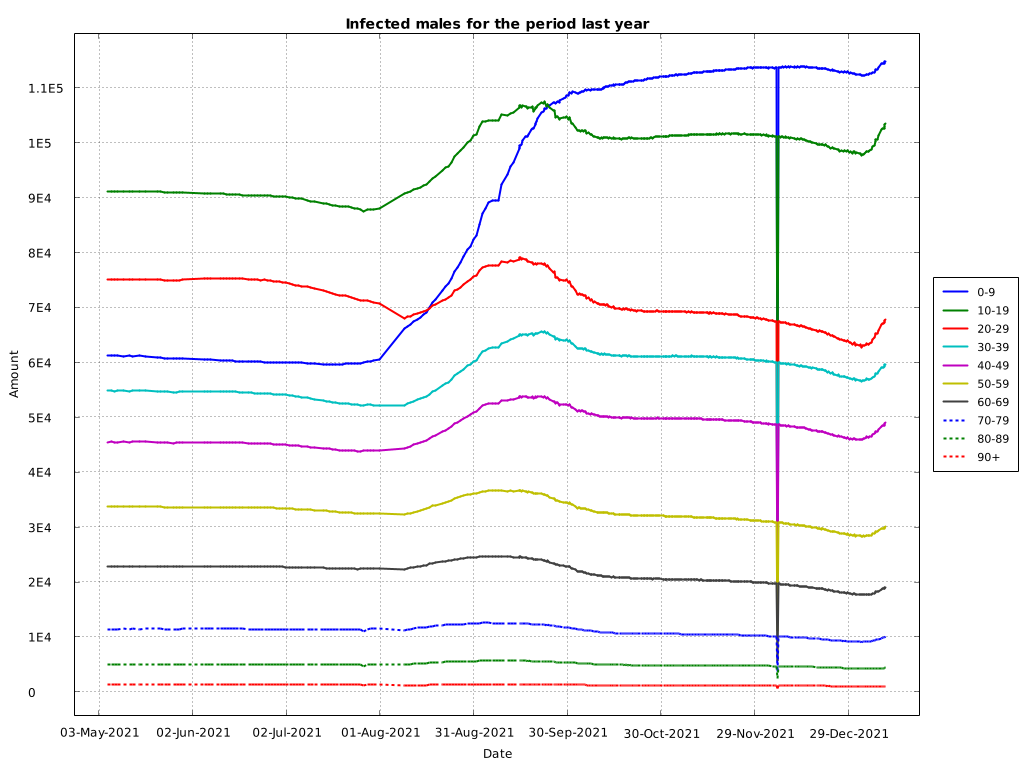 Infected males for the period last year
Amount
1.1E5
1E5
9E4
8E4
7E4
6E4
5E4
4E4
3E4
2E4
1E4
0
03-May-2021 02-Jun-2021 02-Jul-2021 01-Aug-2021 31-Aug-2021 30-Sep-2021 30-Oct-2021 29-Nov-2021 29-Dec-2021
Date
0-9
10-19
20-29
30-39
40-49
50-59
60-69
70-79
80-89
90+